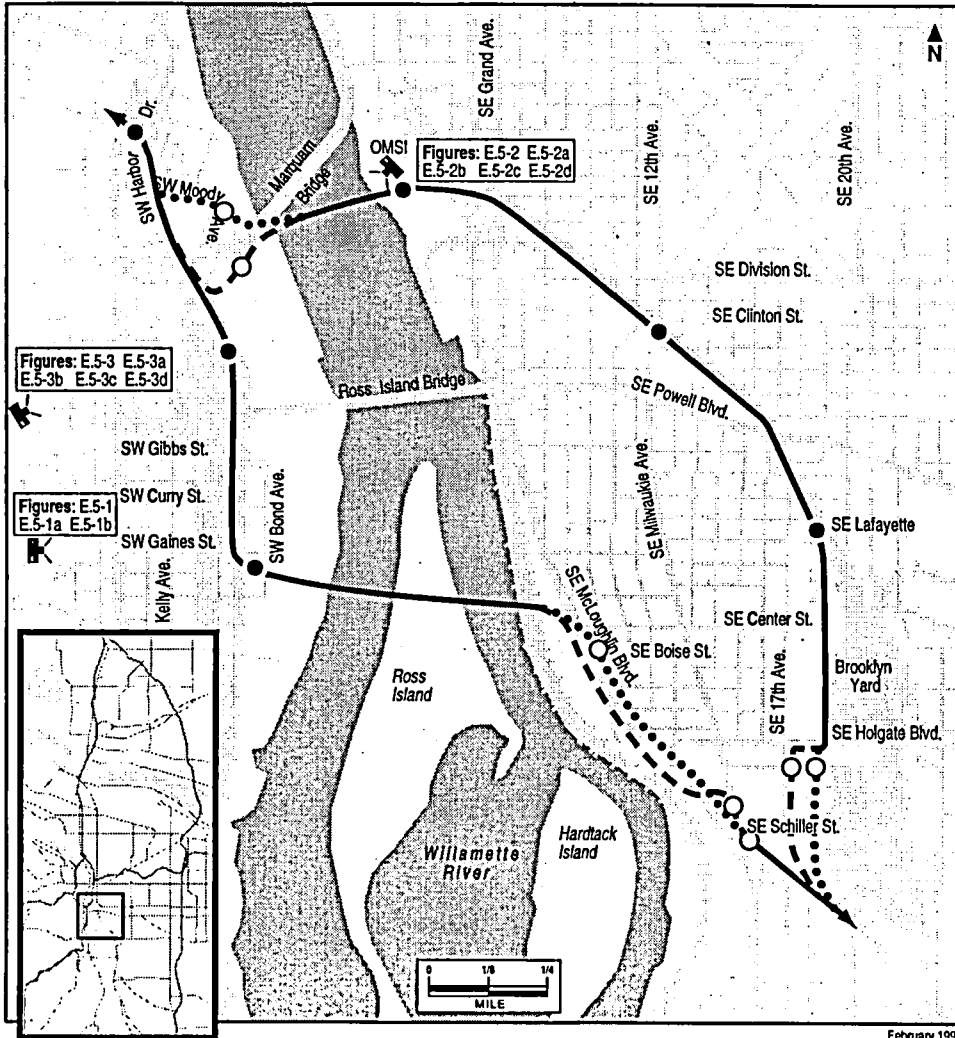 N
SE Grand Ave.
SE 12th Ave.
SE 20th Ave.
SW Harbor Dr.
SW Moody Ave.
Marquam Bridge
OMSI
Figures: E.5-2 E.5-2a
E.5-2b E.5-2c E.5-2d
SE Division St.
SE Clinton St.
Figures: E.5-3 E.5-3a
E.5-3b E.5-3c E.5-3d
Ross Island Bridge
SE Powell Blvd.
SW Gibbs St.
SE Milwaukie Ave.
SW Curry St.
Figures: E.5-1
E.5-1a E.5-1b
SW Gaines St.
SW Bond Ave.
SE Lafayette
Kelly Ave.
SE McLoughlin Blvd.
SE Center St.
SE Boise St.
Ross
Island
SE 17th Ave.
Brooklyn
Yard
SE Holgate Blvd.
SE Schiller St.
Hardtack
Island
Willamette
River
0 1/8 1/4
MILE
February 199